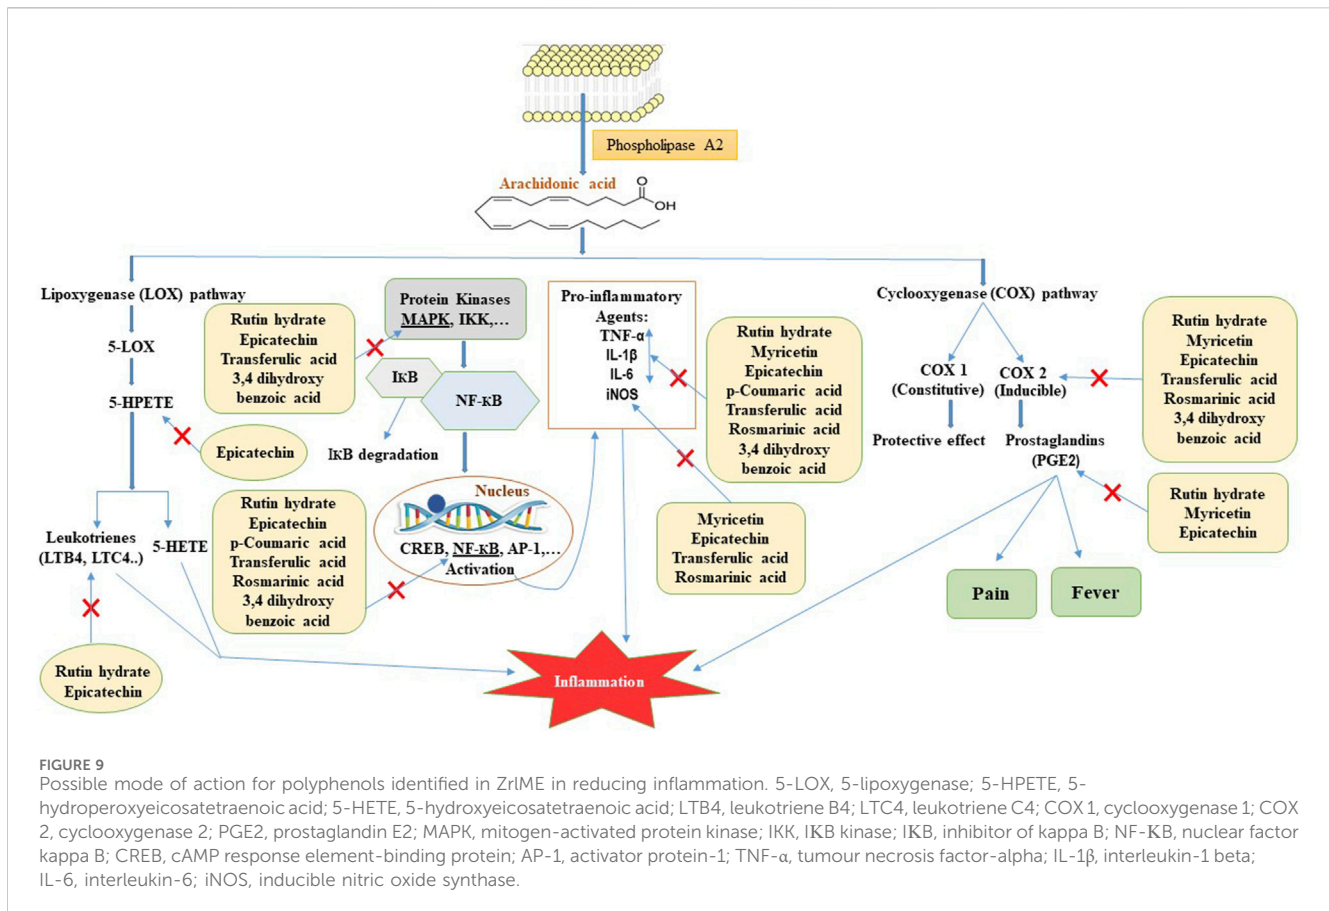 Phospholipase A2
Arachidonic acid
O
OH
Lipoxygenase (LOX) pathway
5-LOX
5-HPETE
Epicatechin
Leukotrienes
(LTB4, LTC4..)
5-HETE
Rutin hydrate
Epicatechin
Rutin hydrate
Epicatechin
Transferulic acid
3,4 dihydroxy
benzoic acid
Protein Kinases
MAPK, IKK,...
IκB
NF-κB
IκB degradation
Nucleus
CREB, NF-κB, AP-1,...
Activation
Rutin hydrate
Epicatechin
p-Coumaric acid
Transferulic acid
Rosmarinic acid
3,4 dihydroxy
benzoic acid
Pro-inflammatory
Agents:
TNF-α
IL-1β
IL-6
iNOS
Rutin hydrate
Myricetin
Epicatechin
p-Coumaric acid
Transferulic acid
Rosmarinic acid
3,4 dihydroxy
benzoic acid
Myricetin
Epicatechin
Transferulic acid
Rosmarinic acid
Cyclooxygenase (COX) pathway
COX 1
(Constitutive)
Protective effect
COX 2
(Inducible)
Prostaglandins
(PGE2)
Rutin hydrate
Myricetin
Epicatechin
Transferulic acid
Rosmarinic acid
3,4 dihydroxy
benzoic acid
Rutin hydrate
Myricetin
Epicatechin
Pain
Fever
Inflammation
FIGURE 9
Possible mode of action for polyphenols identified in ZrlME in reducing inflammation. 5-LOX, 5-lipoxygenase; 5-HPETE, 5-
hydroperoxyeicosatetraenoic acid; 5-HETE, 5-hydroxyeicosatetraenoic acid; LTB4, leukotriene B4; LTC4, leukotriene C4; COX 1, cyclooxygenase 1; COX
2, cyclooxygenase 2; PGE2, prostaglandin E2; MAPK, mitogen-activated protein kinase; IKK, IΚB kinase; IΚB, inhibitor of kappa B; NF-ΚB, nuclear factor
kappa B; CREB, cAMP response element-binding protein; AP-1, activator protein-1; TNF-α, tumour necrosis factor-alpha; IL-1β, interleukin-1 beta;
IL-6, interleukin-6; iNOS, inducible nitric oxide synthase.